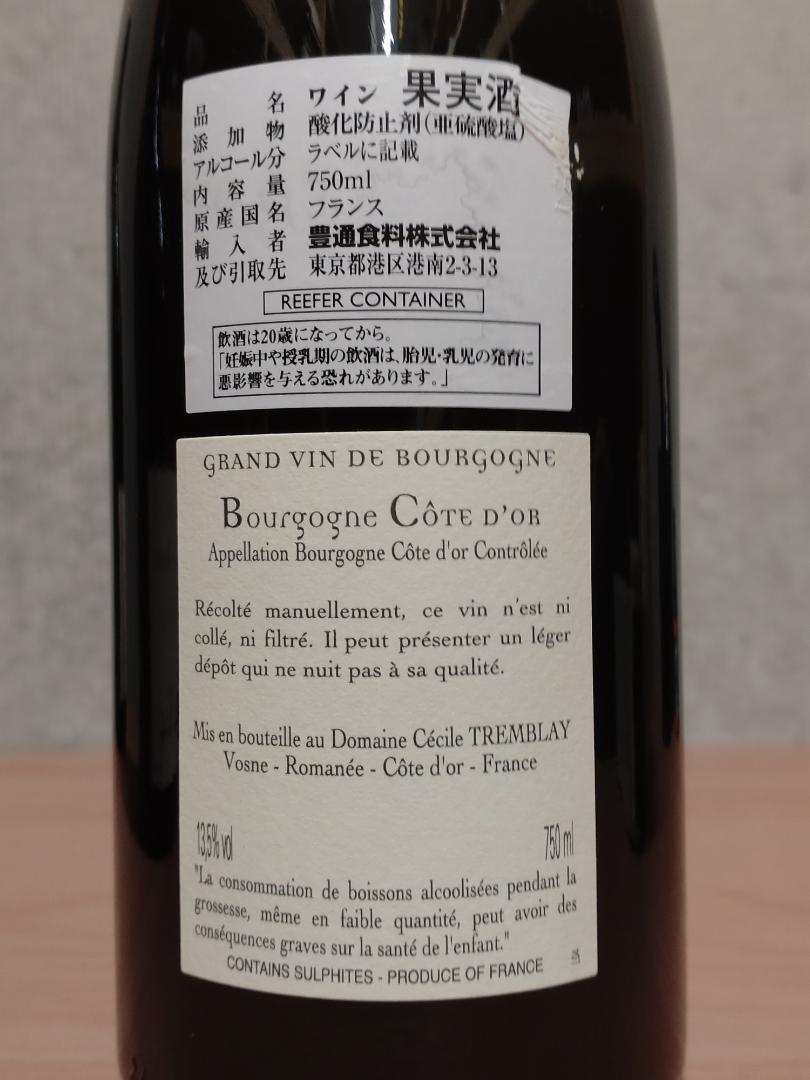 品名 ワイン 果実酒
添加物 酸化防止剤(亜硫酸塩)
アルコール分 ラベルに記載
内容量 750ml
原産国名 フランス
輸入者 豊通食料株式会社
及び引取先 東京都港区港南2-3-13
REEFER CONTAINER
飲酒は20歳になってから。
「妊娠中や授乳期の飲酒は、胎児・乳児の発育に
悪影響を与える恐れがあります。」
GRAND VIN DE BOURGOGNE
Bourgogne CÔTE D'OR
Appellation Bourgogne Côte d'or Contrôlée
Récolté manuellement, ce vin n'est ni
collé, ni filtré. Il peut présenter un léger
dépôt qui ne nuit pas à sa qualité.
Mis en bouteille au Domaine Cécile TREMBLAY
Vosne - Romanée - Côte d'or - France
13,5% vol 750 ml
"La consommation de boissons alcoolisées pendant la
grossesse, même en faible quantité, peut avoir des
conséquences graves sur la santé de l'enfant."
CONTAINS SULPHITES - PRODUCE OF FRANCE